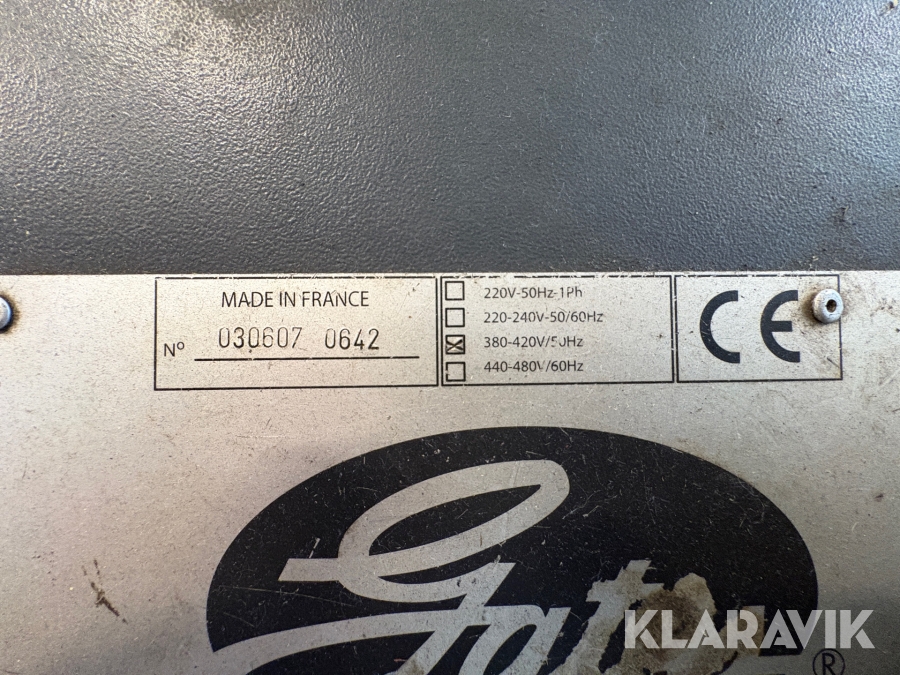 MADE IN FRANCE
Nº 030607 0642
220V-50Hz-1Ph
220-240V-50/60Hz
380-420V/50Hz
440-480V/60Hz
CE
KLARAVIK
®